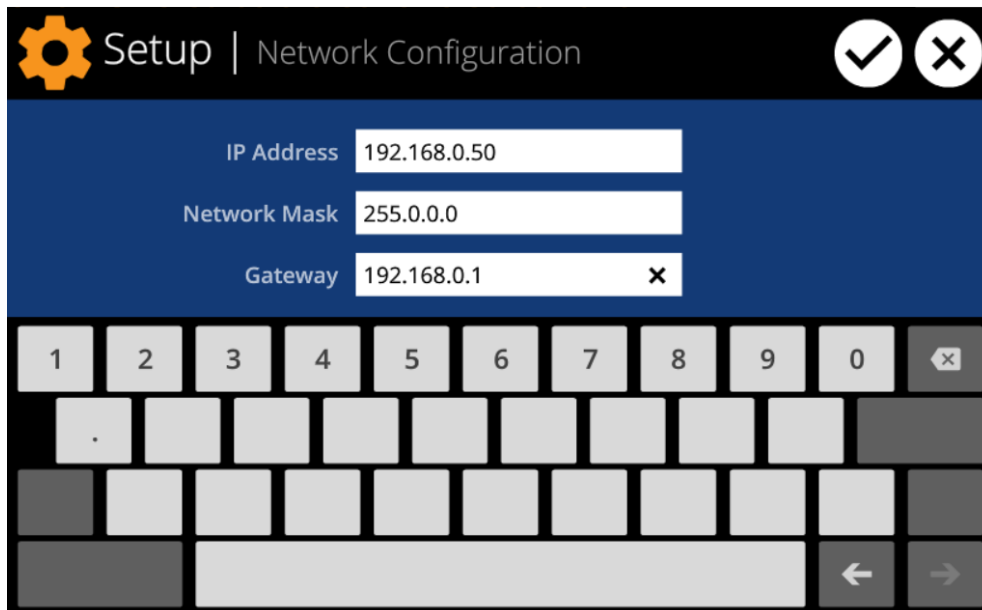 Setup | Network Configuration
IP Address 192.168.0.50
Network Mask 255.0.0.0
Gateway 192.168.0.1
1 2 3 4 5 6 7 8 9 0
.